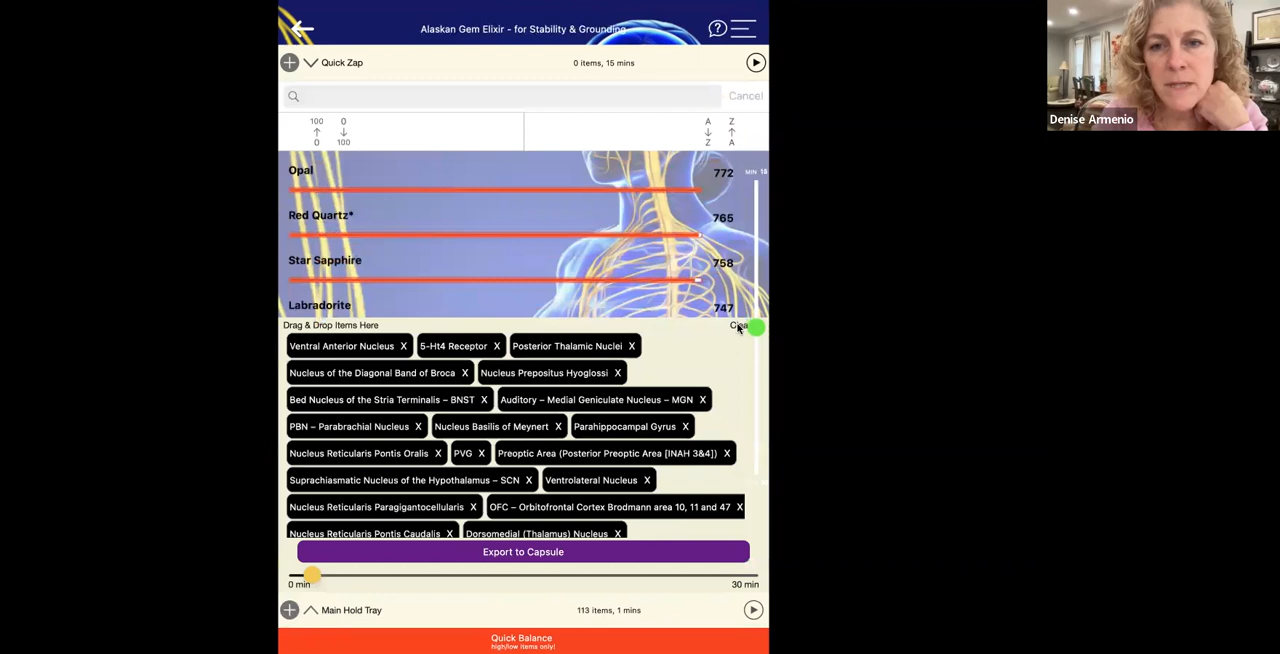 Alaskan Gem Elixir - for Stability & Grounding
Quick Zap 0 items, 15 mins
Cancel
100 0 A Z
0 100 Z A
Opal 772 MIN 15
Red Quartz* 765
Star Sapphire 758
Labradorite 747
Drag & Drop Items Here
Ventral Anterior Nucleus X 5-Ht4 Receptor X Posterior Thalamic Nuclei X
Nucleus of the Diagonal Band of Broca X Nucleus Prepositus Hyoglossi X
Bed Nucleus of the Stria Terminalis – BNST X Auditory – Medial Geniculate Nucleus – MGN X
PBN – Parabrachial Nucleus X Nucleus Basilis of Meynert X Parahippocampal Gyrus X
Nucleus Reticularis Pontis Oralis X PVG X Preoptic Area (Posterior Preoptic Area [INAH 3&4]) X
Suprachiasmatic Nucleus of the Hypothalamus – SCN X Ventrolateral Nucleus X
Nucleus Reticularis Paragigantocellularis X OFC – Orbitofrontal Cortex Brodmann area 10, 11 and 47 X
Nucleus Reticularis Pontis Caudalis X Dorsomedial (Thalamus) Nucleus X
Export to Capsule
0 min 30 min
Main Hold Tray 113 items, 1 mins
Quick Balance
high/low items only!
Denise Armenio